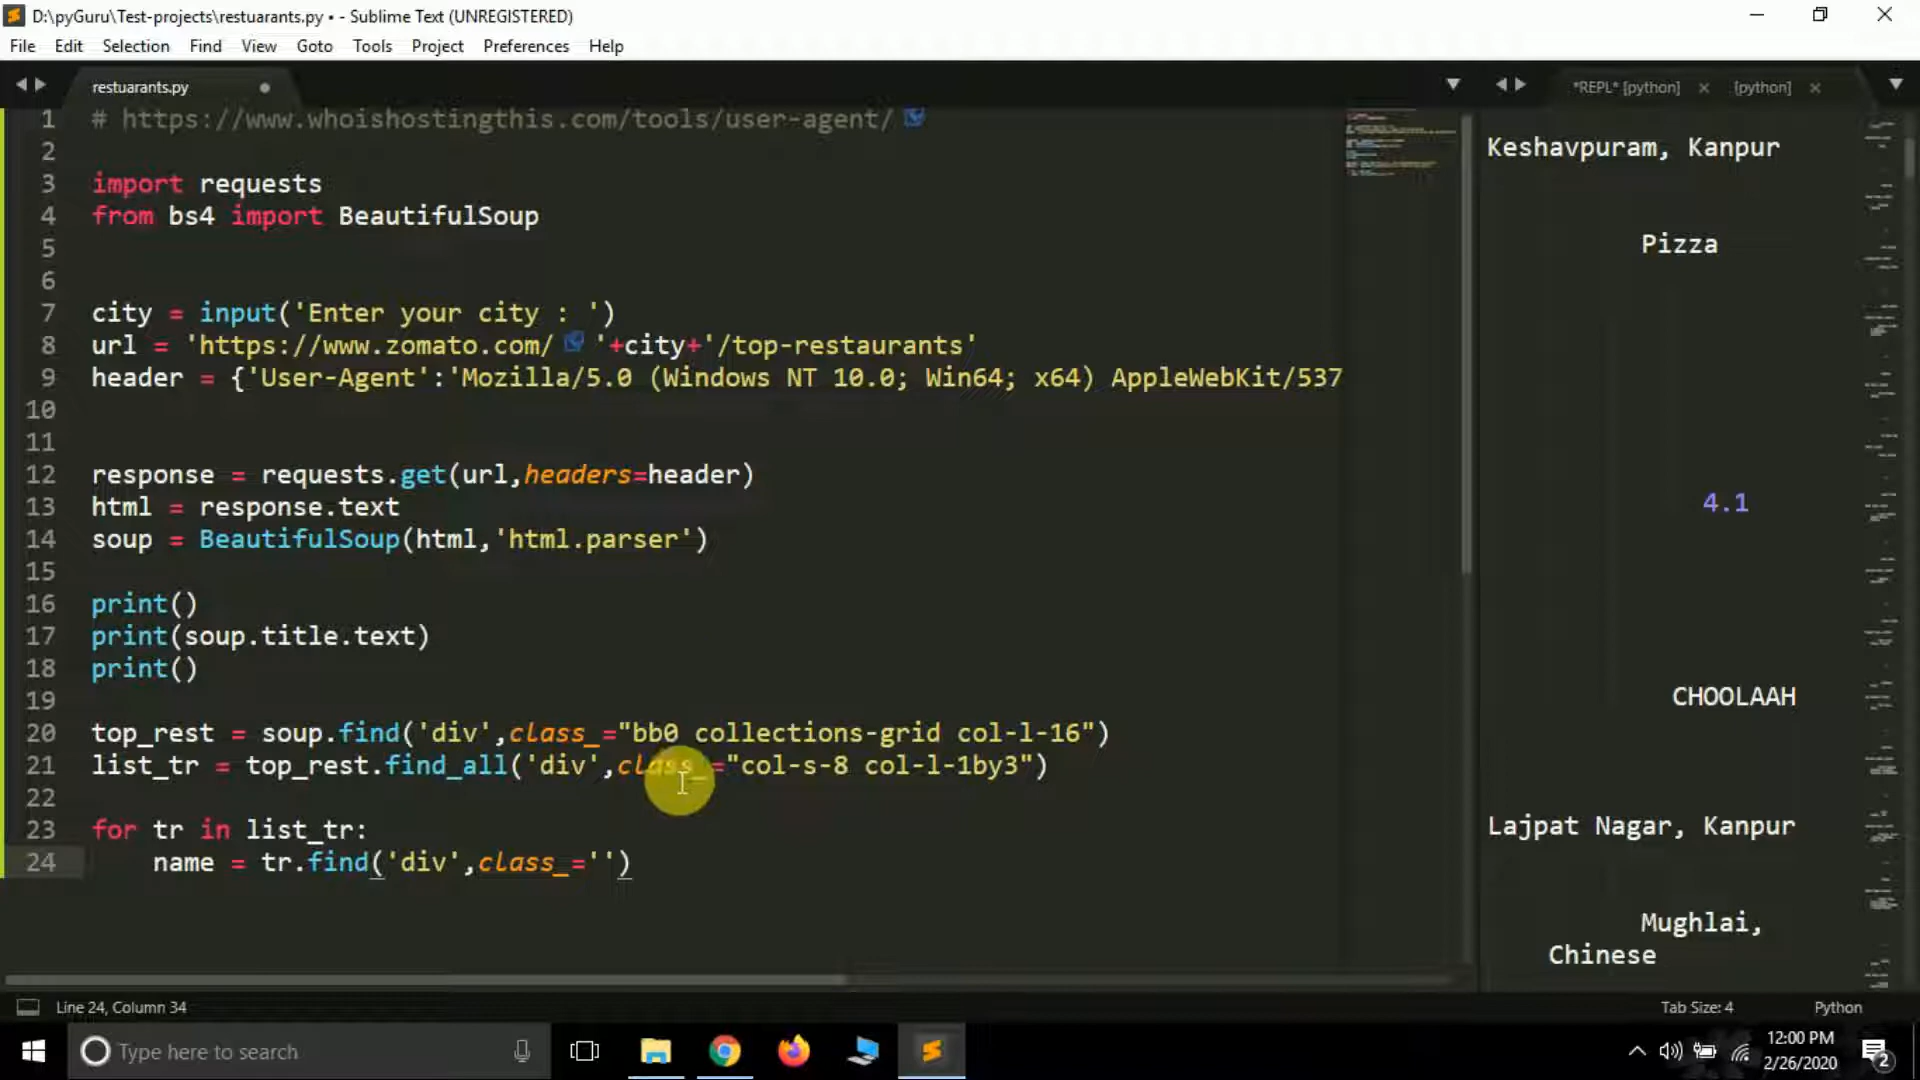 D:\pyGuru\Test-projects\restuarants.py • - Sublime Text (UNREGISTERED)
File Edit Selection Find View Goto Tools Project Preferences Help
restuarants.py
*REPL* [python] × [python] ×
1 # https://www.whoishostingthis.com/tools/user-agent/
2
3 import requests
4 from bs4 import BeautifulSoup
5
6
7 city = input('Enter your city : ')
8 url = 'https://www.zomato.com/ '+city+'/top-restaurants'
9 header = {'User-Agent':'Mozilla/5.0 (Windows NT 10.0; Win64; x64) AppleWebKit/537
10
11
12 response = requests.get(url,headers=header)
13 html = response.text
14 soup = BeautifulSoup(html,'html.parser')
15
16 print()
17 print(soup.title.text)
18 print()
19
20 top_rest = soup.find('div',class_="bb0 collections-grid col-l-16")
21 list_tr = top_rest.find_all('div',class_="col-s-8 col-l-1by3")
22
23 for tr in list_tr:
24     name = tr.find('div',class_='')
Keshavpuram, Kanpur
Pizza
4.1
CHOOLAAH
Lajpat Nagar, Kanpur
Mughlai,
Chinese
Line 24, Column 34
Tab Size: 4
Python
Type here to search
12:00 PM
2/26/2020
2